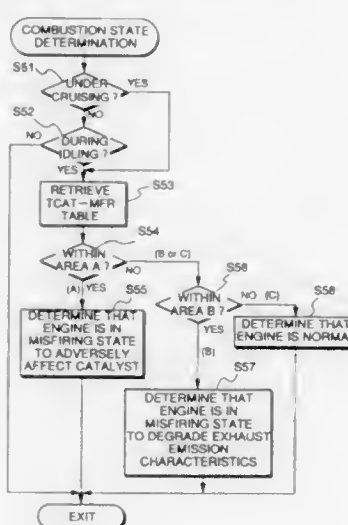 COMBUSTION STATE
DETERMINATION
S51
UNDER
CRUISING ?
YES
NO
S52
NO
DURING
IDLING ?
YES
RETRIEVE
TCAT-MFR
TABLE
S53
S54
WITHIN
AREA A ?
NO
(B or C)
(A)
YES
S55
DETERMINE THAT
ENGINE IS IN
MISFIRING STATE
TO ADVERSELY
AFFECT CATALYST
S56
WITHIN
AREA B ?
NO
(C)
YES
(B)
S58
DETERMINE THAT
ENGINE IS NORMA
S57
DETERMINE THAT
ENGINE IS IN
MISFIRING STATE
TO DEGRADE EXHAUST
EMISSION
CHARACTERISTICS
EXIT